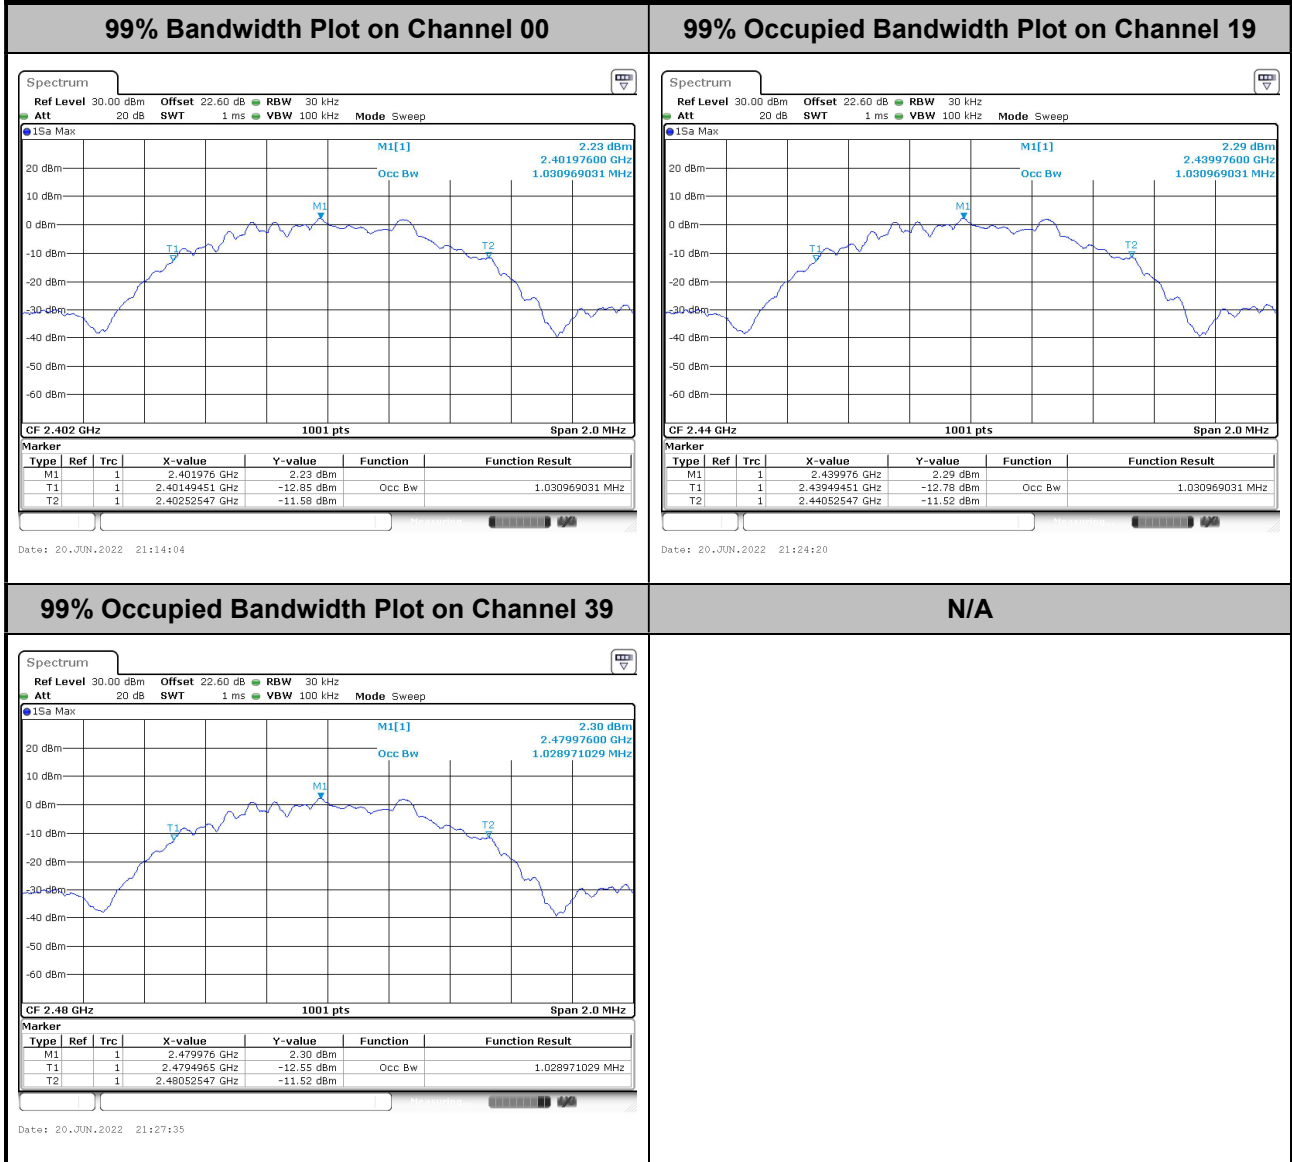 99% Bandwidth Plot on Channel 00
99% Occupied Bandwidth Plot on Channel 19
Spectrum
Ref Level 30.00 dBm Offset 22.60 dB RBW 30 kHz
Att 20 dB SWT 1 ms VBW 100 kHz Mode Sweep
1Sa Max
M1[1] 2.23 dBm
2.40197600 GHz
Occ Bw 1.030969031 MHz
20 dBm
10 dBm
M1
0 dBm
T1
T2
-10 dBm
-20 dBm
-30 dBm
-40 dBm
-50 dBm
-60 dBm
CF 2.402 GHz 1001 pts Span 2.0 MHz
Marker
Type Ref Trc X-value Y-value Function Function Result
M1 1 2.401976 GHz 2.23 dBm
T1 1 2.40149451 GHz -12.85 dBm Occ Bw 1.030969031 MHz
T2 1 2.40252547 GHz -11.58 dBm
Measuring...
Date: 20.JUN.2022 21:14:04
Spectrum
Ref Level 30.00 dBm Offset 22.60 dB RBW 30 kHz
Att 20 dB SWT 1 ms VBW 100 kHz Mode Sweep
1Sa Max
M1[1] 2.29 dBm
2.43997600 GHz
Occ Bw 1.030969031 MHz
20 dBm
10 dBm
M1
0 dBm
T1
T2
-10 dBm
-20 dBm
-30 dBm
-40 dBm
-50 dBm
-60 dBm
CF 2.44 GHz 1001 pts Span 2.0 MHz
Marker
Type Ref Trc X-value Y-value Function Function Result
M1 1 2.439976 GHz 2.29 dBm
T1 1 2.43949451 GHz -12.78 dBm Occ Bw 1.030969031 MHz
T2 1 2.44052547 GHz -11.52 dBm
Measuring...
Date: 20.JUN.2022 21:24:20
99% Occupied Bandwidth Plot on Channel 39
N/A
Spectrum
Ref Level 30.00 dBm Offset 22.60 dB RBW 30 kHz
Att 20 dB SWT 1 ms VBW 100 kHz Mode Sweep
1Sa Max
M1[1] 2.30 dBm
2.47997600 GHz
Occ Bw 1.028971029 MHz
20 dBm
10 dBm
M1
0 dBm
T1
T2
-10 dBm
-20 dBm
-30 dBm
-40 dBm
-50 dBm
-60 dBm
CF 2.48 GHz 1001 pts Span 2.0 MHz
Marker
Type Ref Trc X-value Y-value Function Function Result
M1 1 2.479976 GHz 2.30 dBm
T1 1 2.4794965 GHz -12.55 dBm Occ Bw 1.028971029 MHz
T2 1 2.48052547 GHz -11.52 dBm
Measuring...
Date: 20.JUN.2022 21:27:35